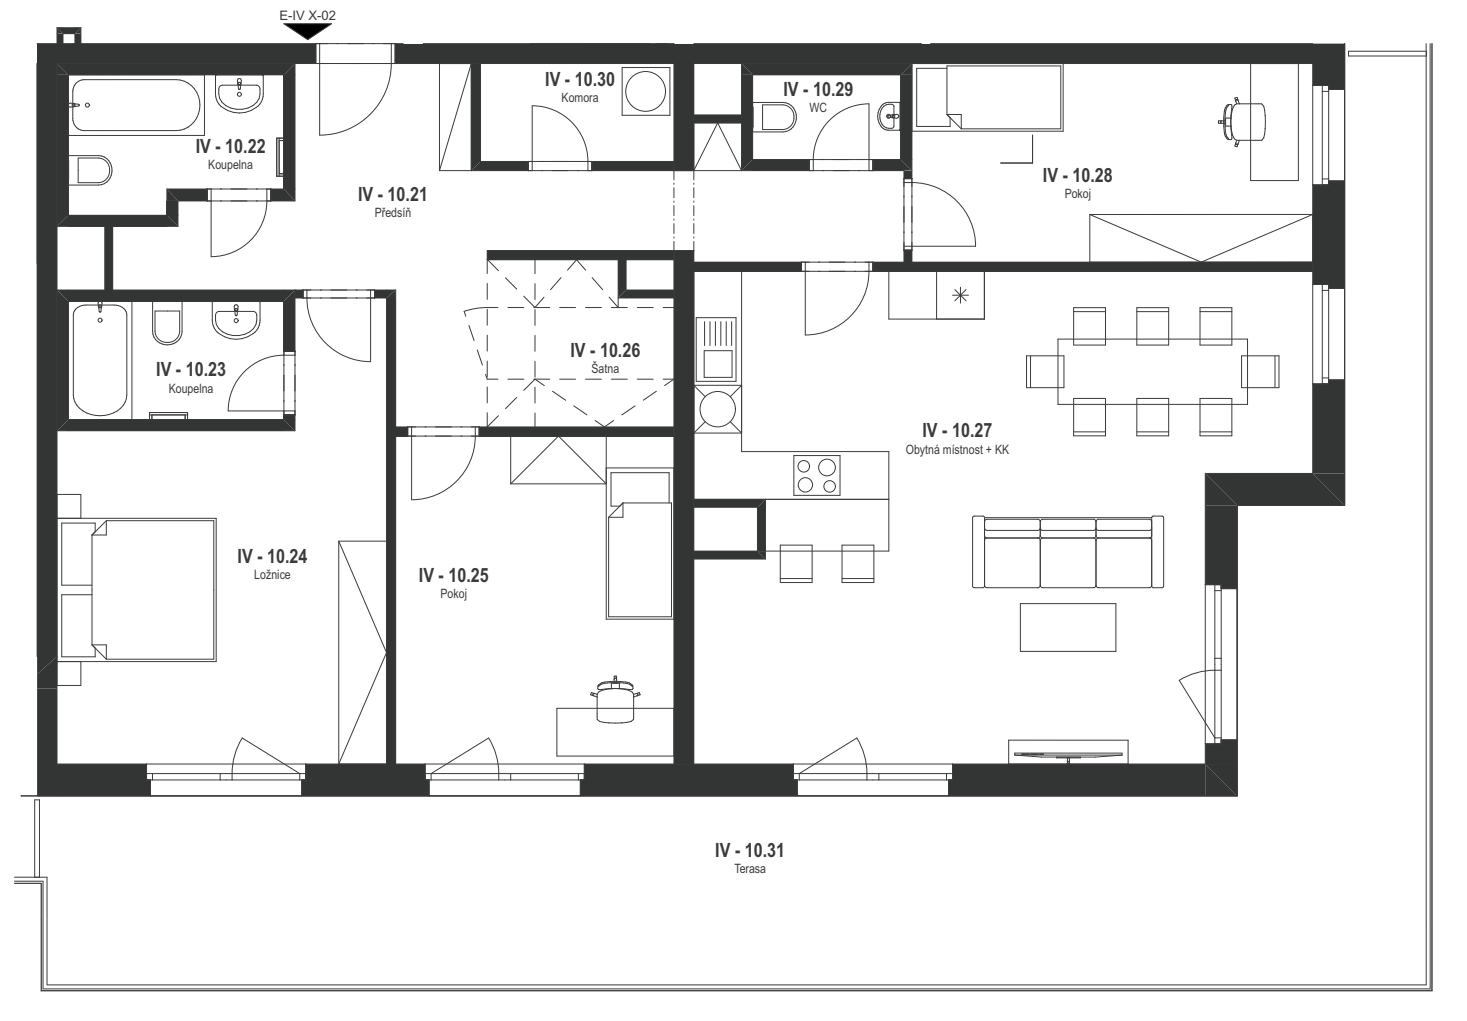 E-IV X-02
IV - 10.30
Komora
IV - 10.29
WC
IV - 10.22
Koupelna
IV - 10.28
Pokoj
IV - 10.21
Předsíň
IV - 10.26
Šatna
IV - 10.23
Koupelna
IV - 10.27
Obytná místnost + KK
IV - 10.24
Ložnice
IV - 10.25
Pokoj
IV - 10.31
Terasa